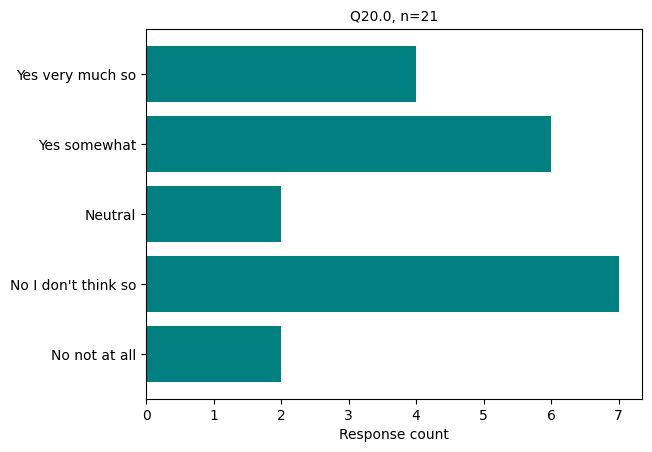 Q20.0, n=21
Yes very much so
Yes somewhat
Neutral
No I don't think so
No not at all
0 1 2 3 4 5 6 7
Response count